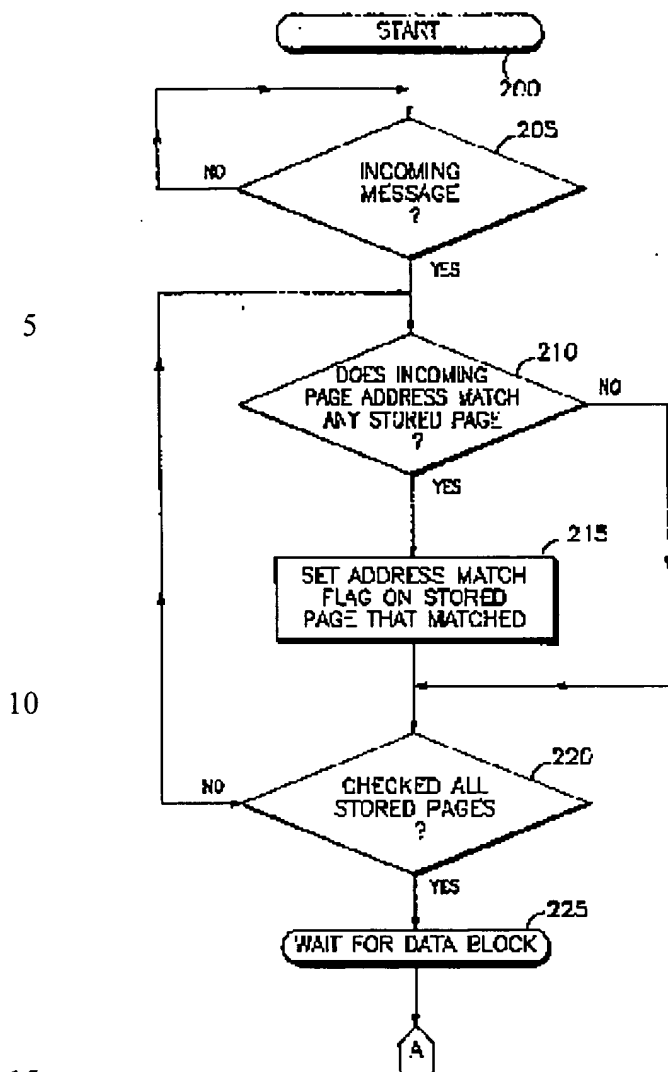 START
200
205
NO
INCOMING
MESSAGE
?
YES
5
210
DOES INCOMING
PAGE ADDRESS MATCH
ANY STORED PAGE
?
NO
YES
215
SET ADDRESS MATCH
FLAG ON STORED
PAGE THAT MATCHED
10
220
NO
CHECKED ALL
STORED PAGES
?
YES
225
WAIT FOR DATA BLOCK
A